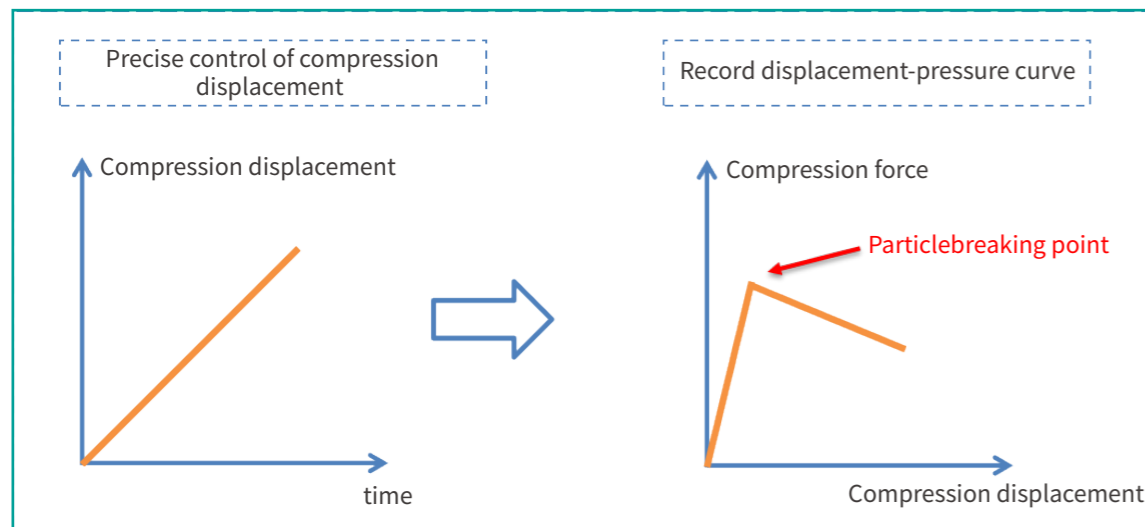 Precise control of compression
displacement
Record displacement-pressure curve
Compression displacement
time
Compression force
Particlebreaking point
Compression displacement